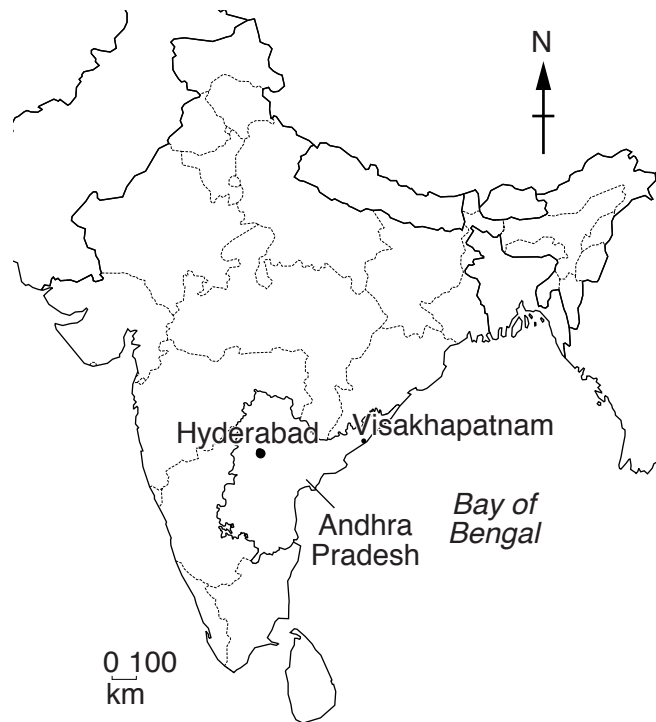 N
Hyderabad
Visakhapatnam
Bay of
Bengal
Andhra
Pradesh
0 100
km